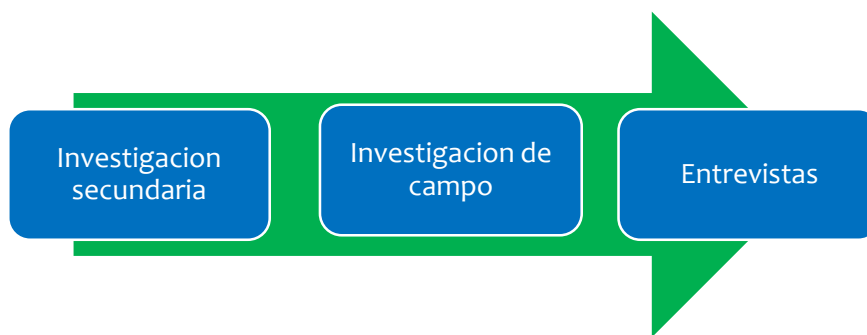 Investigacion
secundaria
Investigacion de
campo
Entrevistas